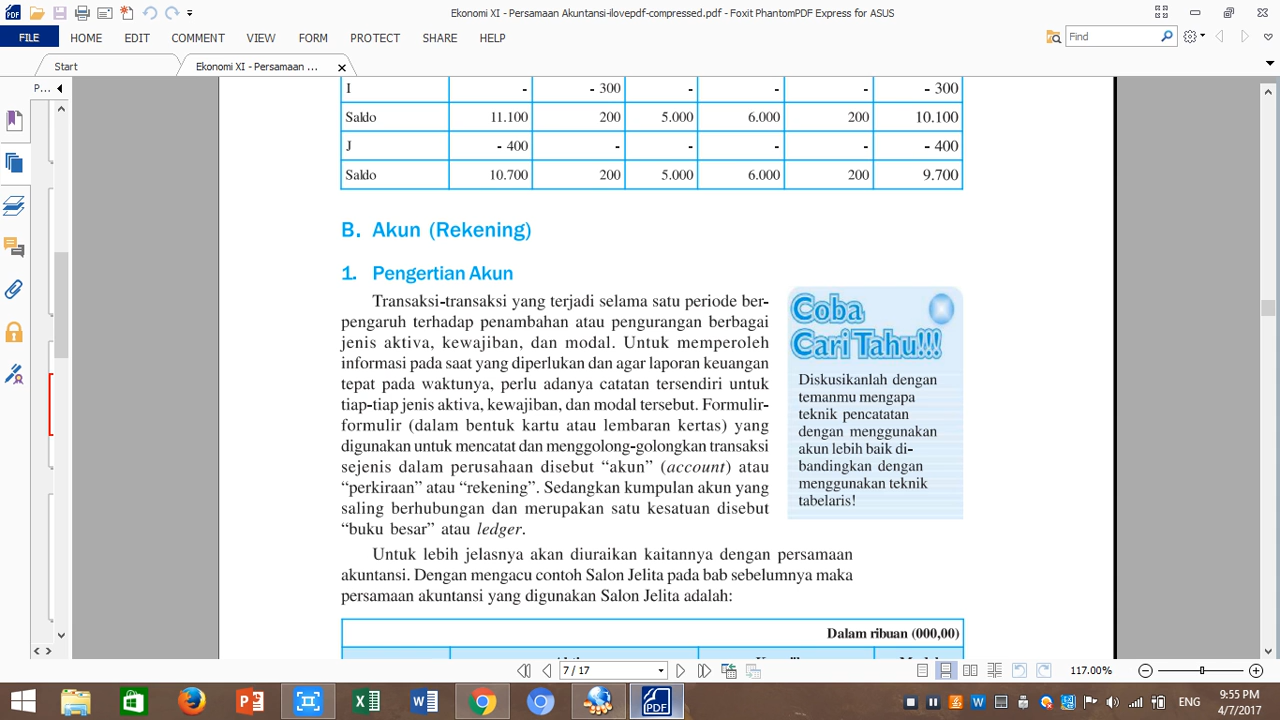 Ekonomi XI - Persamaan Akuntansi-ilovepdf-compressed.pdf - Foxit PhantomPDF Express for ASUS
FILE HOME EDIT COMMENT VIEW FORM PROTECT SHARE HELP Find
Start Ekonomi XI - Persamaan ...
P...
I - - 300 - - - - 300
Saldo 11.100 200 5.000 6.000 200 10.100
J - 400 - - - - - 400
Saldo 10.700 200 5.000 6.000 200 9.700
B. Akun (Rekening)
1. Pengertian Akun
Transaksi-transaksi yang terjadi selama satu periode ber-
pengaruh terhadap penambahan atau pengurangan berbagai
jenis aktiva, kewajiban, dan modal. Untuk memperoleh
informasi pada saat yang diperlukan dan agar laporan keuangan
tepat pada waktunya, perlu adanya catatan tersendiri untuk
tiap-tiap jenis aktiva, kewajiban, dan modal tersebut. Formulir-
formulir (dalam bentuk kartu atau lembaran kertas) yang
digunakan untuk mencatat dan menggolong-golongkan transaksi
sejenis dalam perusahaan disebut “akun” (account) atau
“perkiraan” atau “rekening”. Sedangkan kumpulan akun yang
saling berhubungan dan merupakan satu kesatuan disebut
“buku besar” atau ledger.
Coba
Cari Tahu!!!
Diskusikanlah dengan
temanmu mengapa
teknik pencatatan
dengan menggunakan
akun lebih baik di-
bandingkan dengan
menggunakan teknik
tabelaris!
Untuk lebih jelasnya akan diuraikan kaitannya dengan persamaan
akuntansi. Dengan mengacu contoh Salon Jelita pada bab sebelumnya maka
persamaan akuntansi yang digunakan Salon Jelita adalah:
Dalam ribuan (000,00)
7 / 17 117.00%
ENG 9:55 PM
4/7/2017